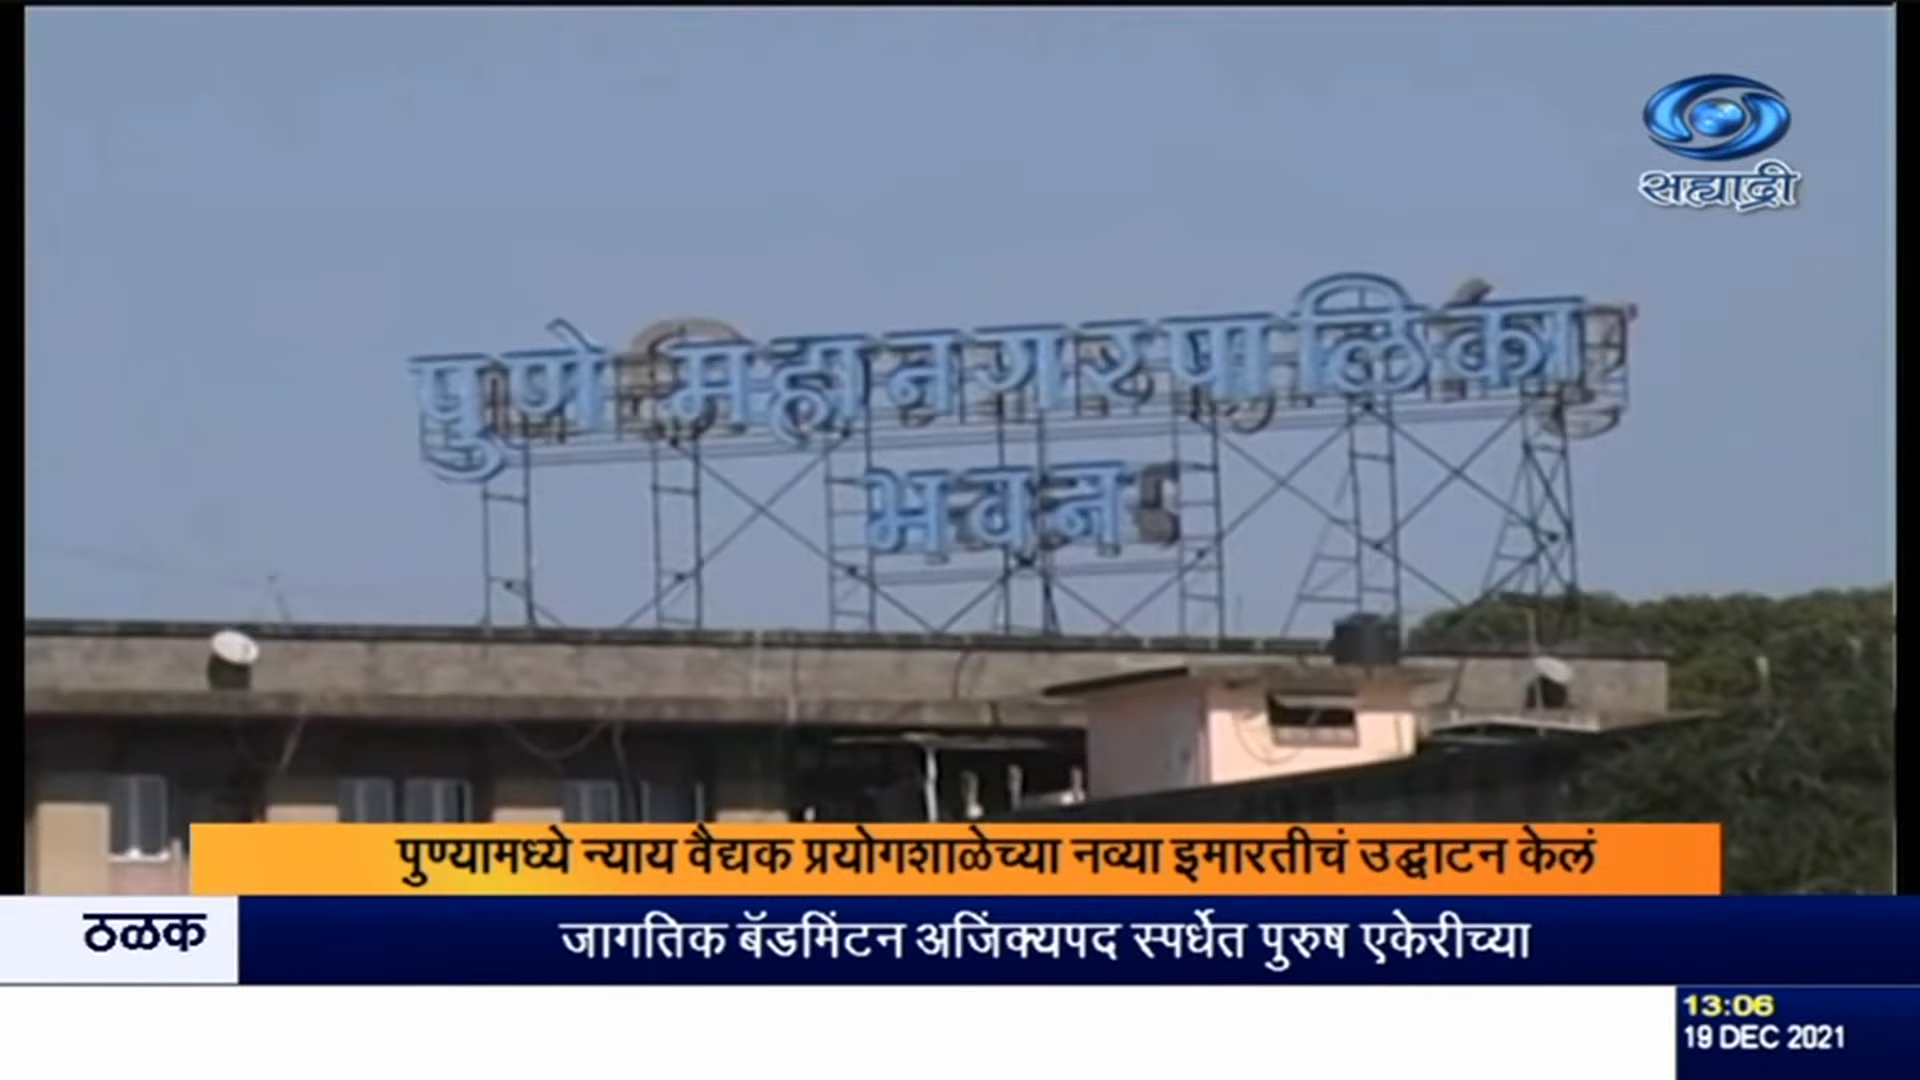 सह्याद्री
पुणे महानगरपालिका
भवन
पुण्यामध्ये न्याय वैद्यक प्रयोगशाळेच्या नव्या इमारतीचं उद्घाटन केलं
ठळक
जागतिक बॅडमिंटन अजिंक्यपद स्पर्धेत पुरुष एकेरीच्या
13:06
19 DEC 2021